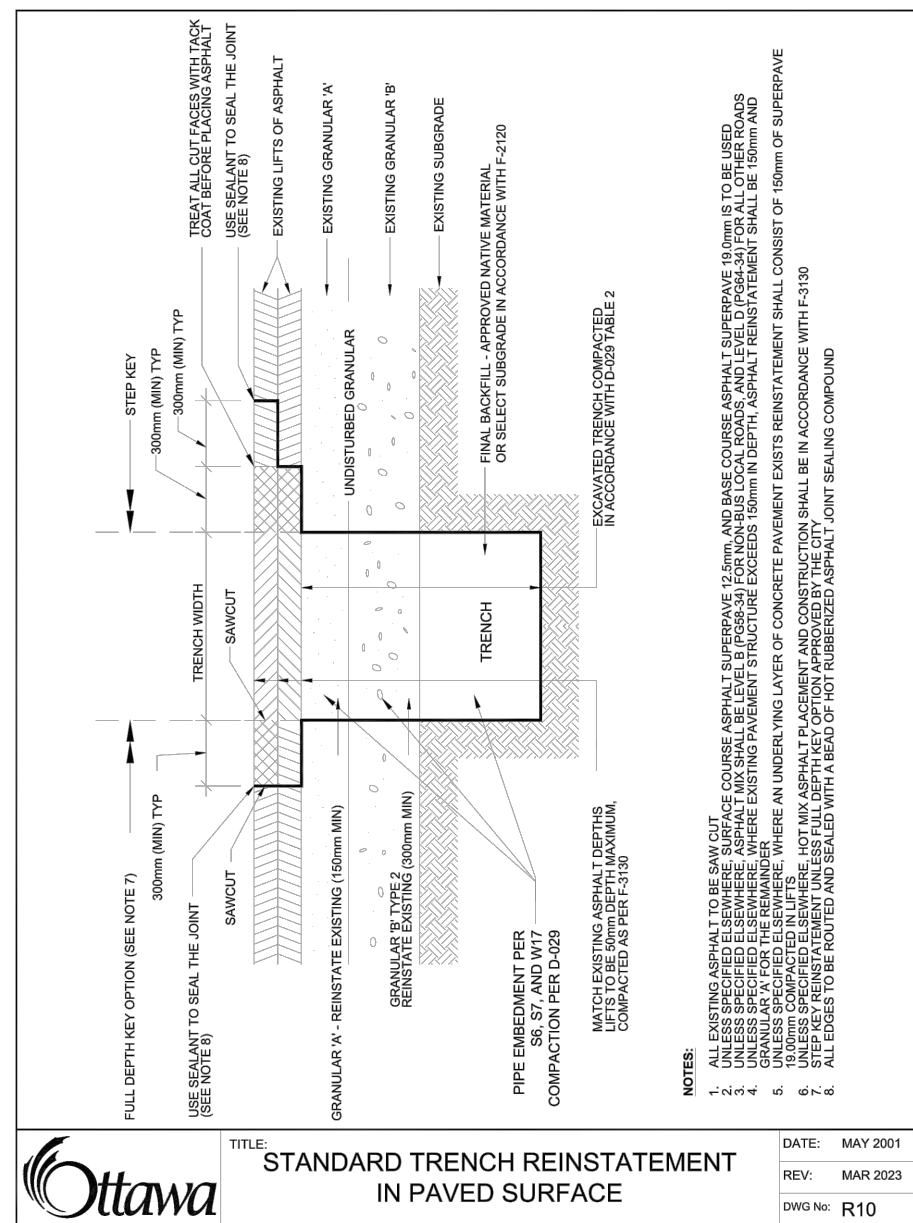 FULL DEPTH KEY OPTION (SEE NOTE 7)
STEP KEY
300mm (MIN) TYP
TRENCH WIDTH
300mm (MIN) TYP
300mm (MIN) TYP
TREAT ALL CUT FACES WITH TACK
COAT BEFORE PLACING ASPHALT
USE SEALANT TO SEAL THE JOINT
(SEE NOTE 8)
USE SEALANT TO SEAL THE JOINT
(SEE NOTE 8)
SAWCUT
SAWCUT
EXISTING LIFTS OF ASPHALT
EXISTING GRANULAR 'A'
UNDISTURBED GRANULAR
EXISTING GRANULAR 'B'
EXISTING SUBGRADE
GRANULAR 'A' - REINSTATE EXISTING (150mm MIN)
GRANULAR 'B' TYPE 2
REINSTATE EXISTING (300mm MIN)
TRENCH
FINAL BACKFILL - APPROVED NATIVE MATERIAL
OR SELECT SUBGRADE IN ACCORDANCE WITH F-2120
PIPE EMBEDMENT PER
S6, S7, AND W17
COMPACTION PER D-029
MATCH EXISTING ASPHALT DEPTHS
LIFTS TO BE 50mm DEPTH MAXIMUM,
COMPACTED AS PER F-3130
EXCAVATED TRENCH COMPACTED
IN ACCORDANCE WITH D-029 TABLE 2
NOTES:
1. ALL EXISTING ASPHALT TO BE SAW CUT
2. UNLESS SPECIFIED ELSEWHERE, SURFACE COURSE ASPHALT SUPERPAVE 12.5mm, AND BASE COURSE ASPHALT SUPERPAVE 19.0mm IS TO BE USED
3. UNLESS SPECIFIED ELSEWHERE, ASPHALT MIX SHALL BE LEVEL B (PG58-34) FOR NON-BUS LOCAL ROADS, AND LEVEL D (PG64-34) FOR ALL OTHER ROADS
4. UNLESS SPECIFIED ELSEWHERE, WHERE EXISTING PAVEMENT STRUCTURE EXCEEDS 150mm IN DEPTH, ASPHALT REINSTATEMENT SHALL BE 150mm AND
GRANULAR 'A' FOR THE REMAINDER
5. UNLESS SPECIFIED ELSEWHERE, WHERE AN UNDERLYING LAYER OF CONCRETE PAVEMENT EXISTS REINSTATEMENT SHALL CONSIST OF 150mm OF SUPERPAVE
19.00mm COMPACTED IN LIFTS
6. UNLESS SPECIFIED ELSEWHERE, HOT MIX ASPHALT PLACEMENT AND CONSTRUCTION SHALL BE IN ACCORDANCE WITH F-3130
7. STEP KEY REINSTATEMENT UNLESS FULL DEPTH KEY OPTION APPROVED BY THE CITY
8. ALL EDGES TO BE ROUTED AND SEALED WITH A BEAD OF HOT RUBBERIZED ASPHALT JOINT SEALING COMPOUND
Ottawa
TITLE:
STANDARD TRENCH REINSTATEMENT
IN PAVED SURFACE
DATE: MAY 2001
REV: MAR 2023
DWG No: R10